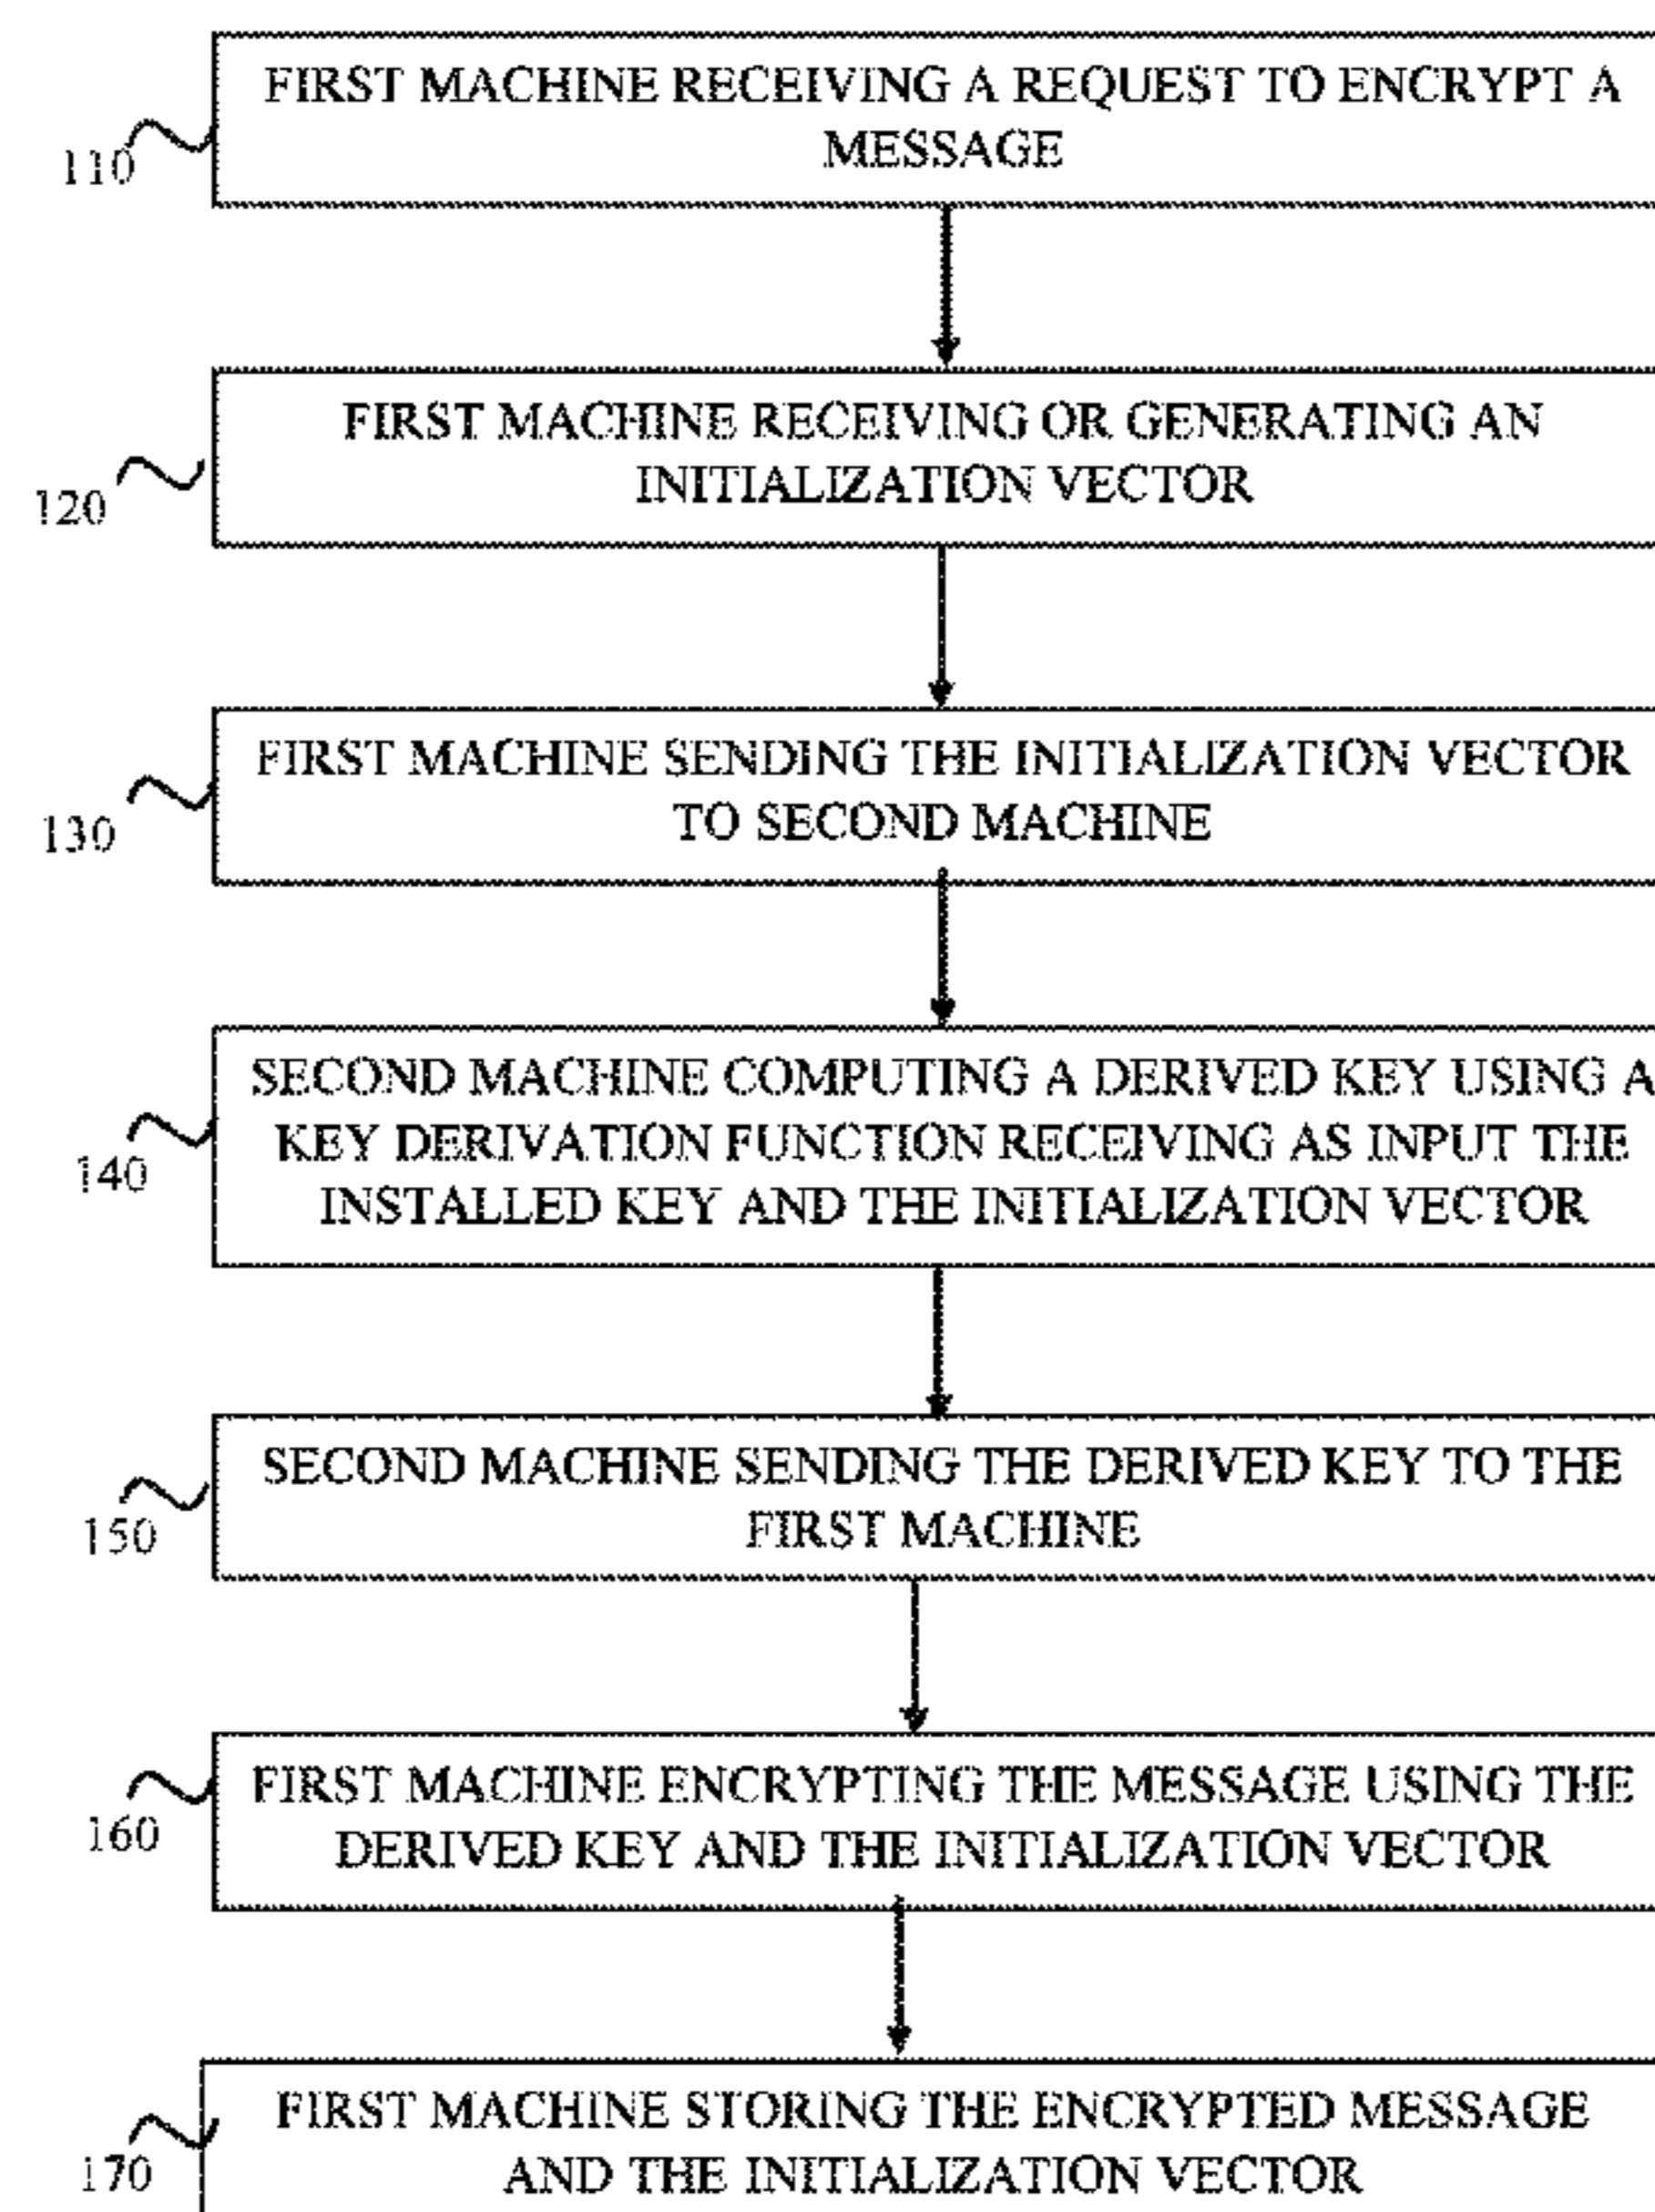 FIRST MACHINE RECEIVING A REQUEST TO ENCRYPT A
MESSAGE
110
FIRST MACHINE RECEIVING OR GENERATING AN
INITIALIZATION VECTOR
120
FIRST MACHINE SENDING THE INITIALIZATION VECTOR
TO SECOND MACHINE
130
SECOND MACHINE COMPUTING A DERIVED KEY USING A
KEY DERIVATION FUNCTION RECEIVING AS INPUT THE
INSTALLED KEY AND THE INITIALIZATION VECTOR
140
SECOND MACHINE SENDING THE DERIVED KEY TO THE
FIRST MACHINE
150
FIRST MACHINE ENCRYPTING THE MESSAGE USING THE
DERIVED KEY AND THE INITIALIZATION VECTOR
160
FIRST MACHINE STORING THE ENCRYPTED MESSAGE
AND THE INITIALIZATION VECTOR
170